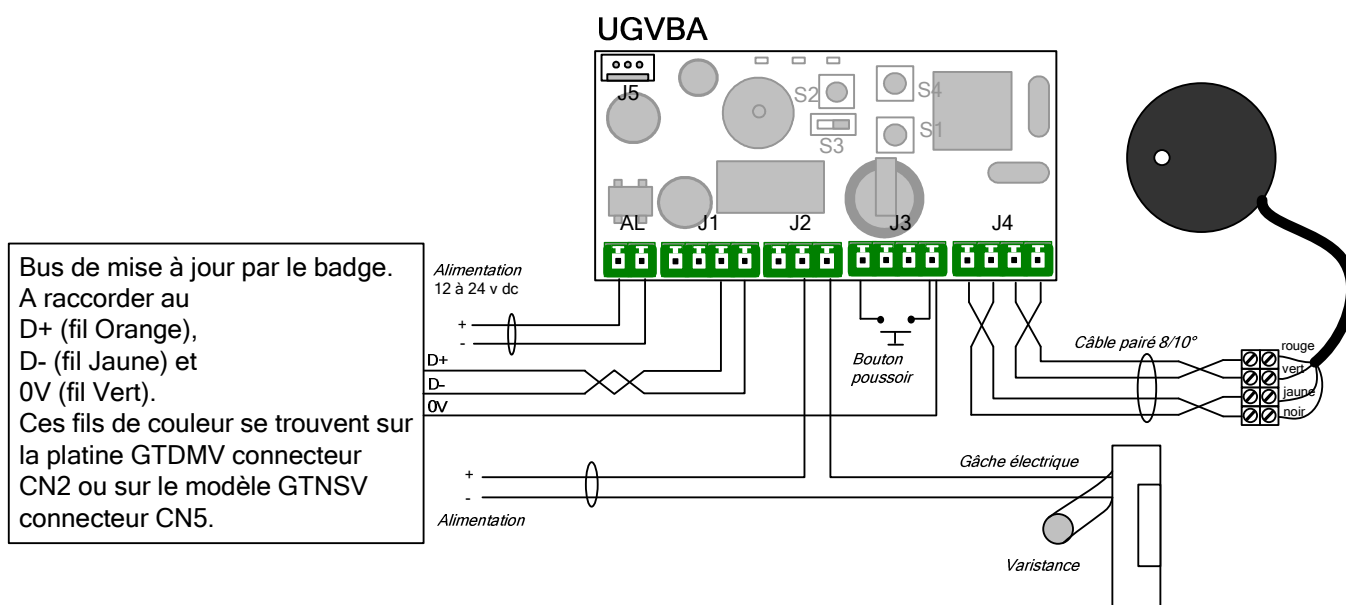 UGVBA
J5
S2
S4
S3
S1
AL
J1
J2
J3
J4
Bus de mise à jour par le badge.
A raccorder au
D+ (fil Orange),
D- (fil Jaune) et
0V (fil Vert).
Ces fils de couleur se trouvent sur
la platine GTDMV connecteur
CN2 ou sur le modèle GTNSV
connecteur CN5.
Alimentation
12 à 24 v dc
+
-
D+
D-
0V
+
-
Alimentation
Bouton
poussoir
Câble pairé 8/10°
rouge
vert
jaune
noir
Gâche électrique
Varistance